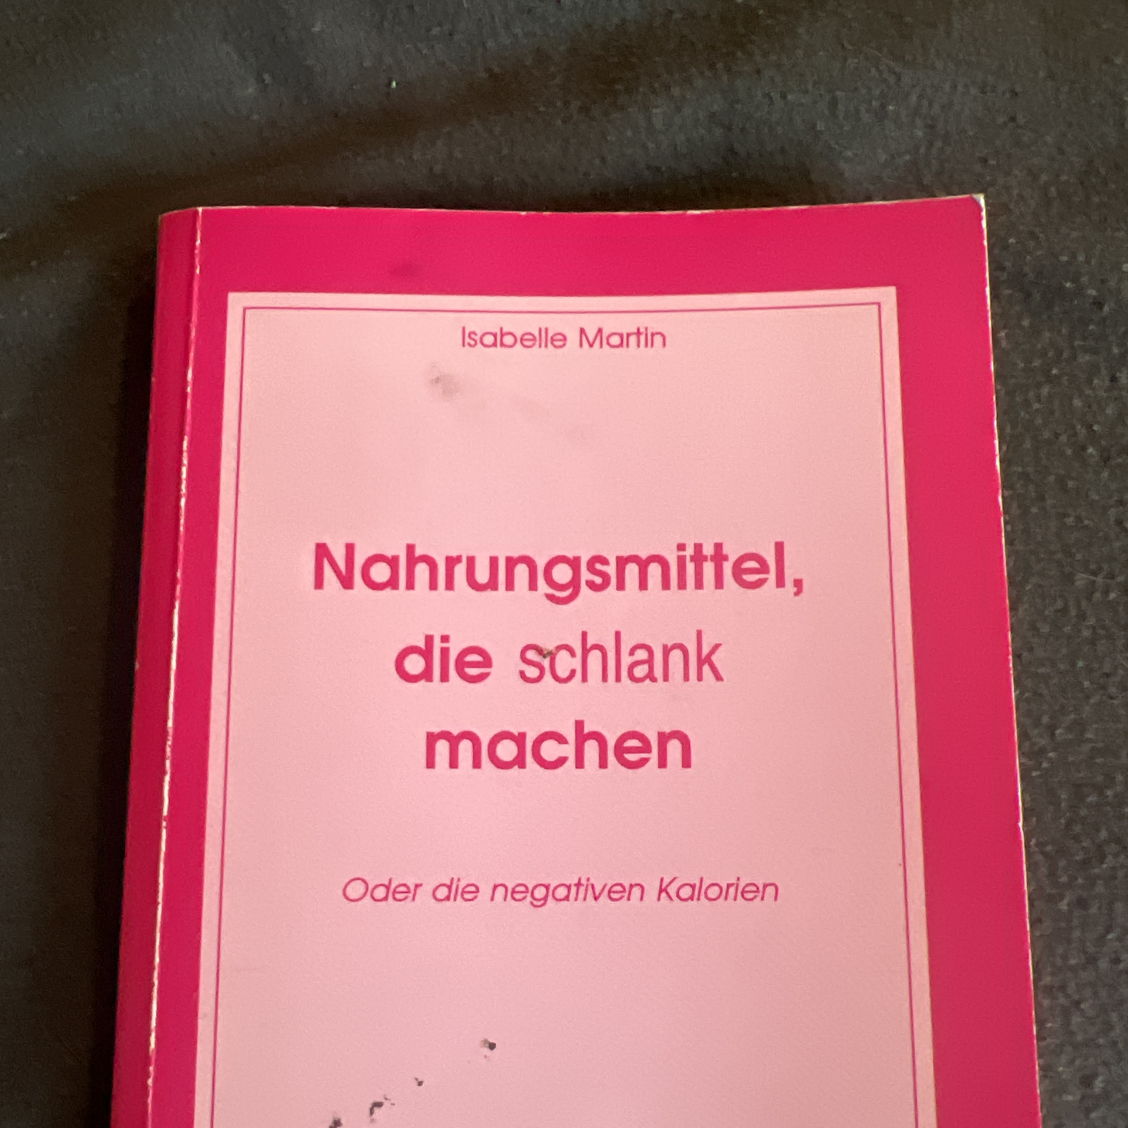 Isabelle Martin
Nahrungsmittel,
die schlank
machen
Oder die negativen Kalorien